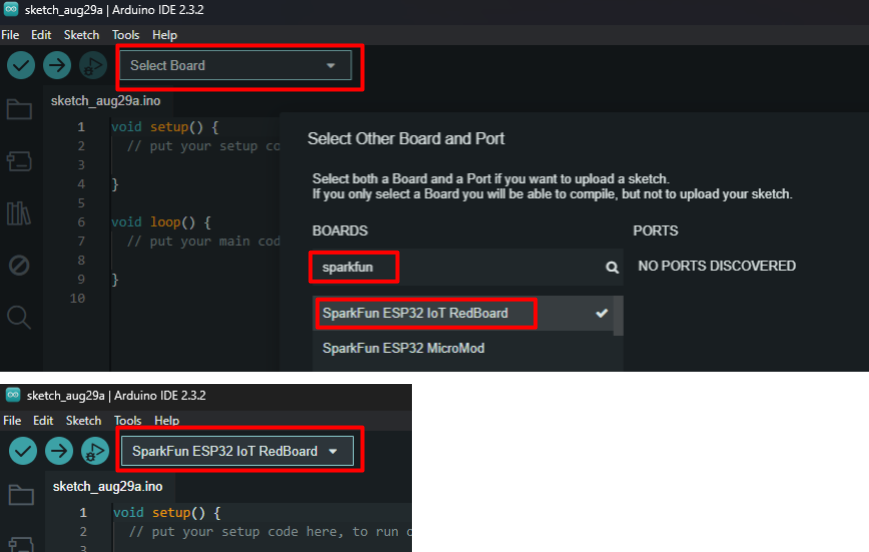 sketch_aug29a | Arduino IDE 2.3.2
File Edit Sketch Tools Help
Select Board
sketch_aug29a.ino
1 void setup() {
2 // put your setup co
3
4 }
5
6 void loop() {
7 // put your main cod
8
9 }
10
Select Other Board and Port
Select both a Board and a Port if you want to upload a sketch.
If you only select a Board you will be able to compile, but not to upload your sketch.
BOARDS
PORTS
sparkfun
NO PORTS DISCOVERED
SparkFun ESP32 IoT RedBoard
SparkFun ESP32 MicroMod
sketch_aug29a | Arduino IDE 2.3.2
File Edit Sketch Tools Help
SparkFun ESP32 IoT RedBoard
sketch_aug29a.ino
1 void setup() {
2 // put your setup code here, to run
3